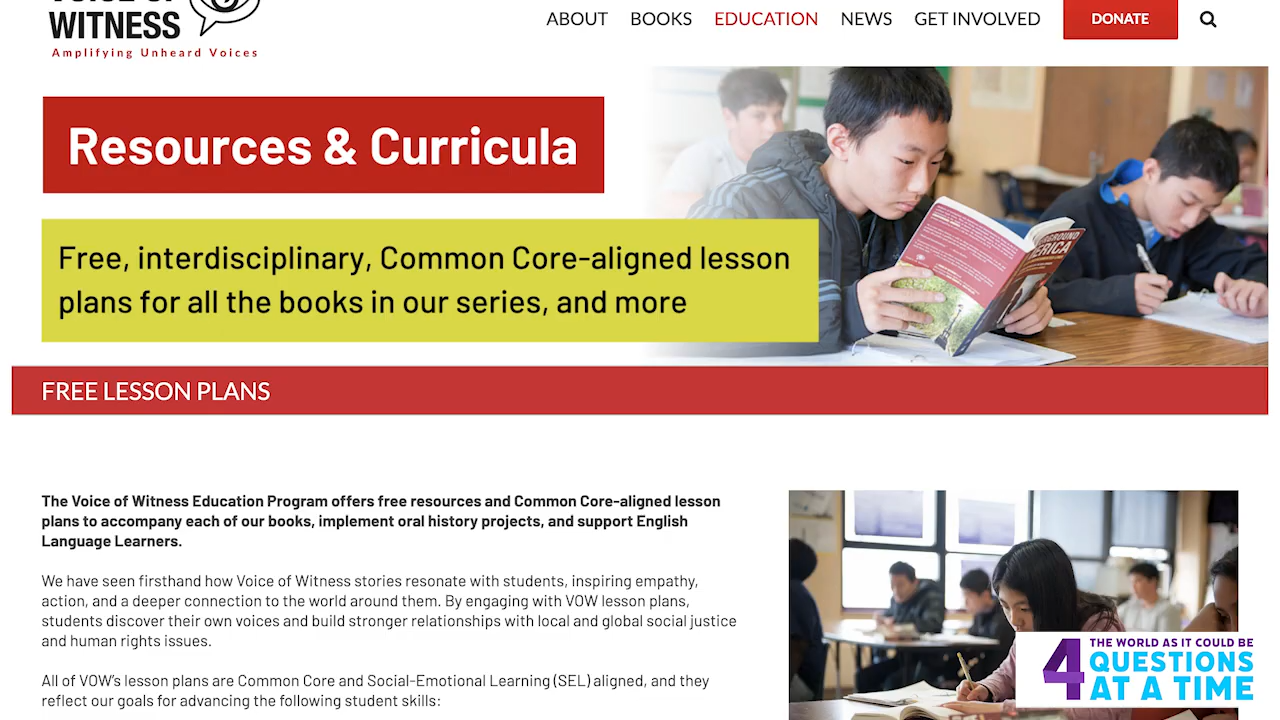 VOICE OF
WITNESS
Amplifying Unheard Voices
ABOUT BOOKS EDUCATION NEWS GET INVOLVED DONATE
Resources & Curricula
Free, interdisciplinary, Common Core-aligned lesson
plans for all the books in our series, and more
FREE LESSON PLANS
The Voice of Witness Education Program offers free resources and Common Core-aligned lesson
plans to accompany each of our books, implement oral history projects, and support English
Language Learners.
We have seen firsthand how Voice of Witness stories resonate with students, inspiring empathy,
action, and a deeper connection to the world around them. By engaging with VOW lesson plans,
students discover their own voices and build stronger relationships with local and global social justice
and human rights issues.
All of VOW's lesson plans are Common Core and Social-Emotional Learning (SEL) aligned, and they
reflect our goals for advancing the following student skills:
4 THE WORLD AS IT COULD BE
QUESTIONS
AT A TIME